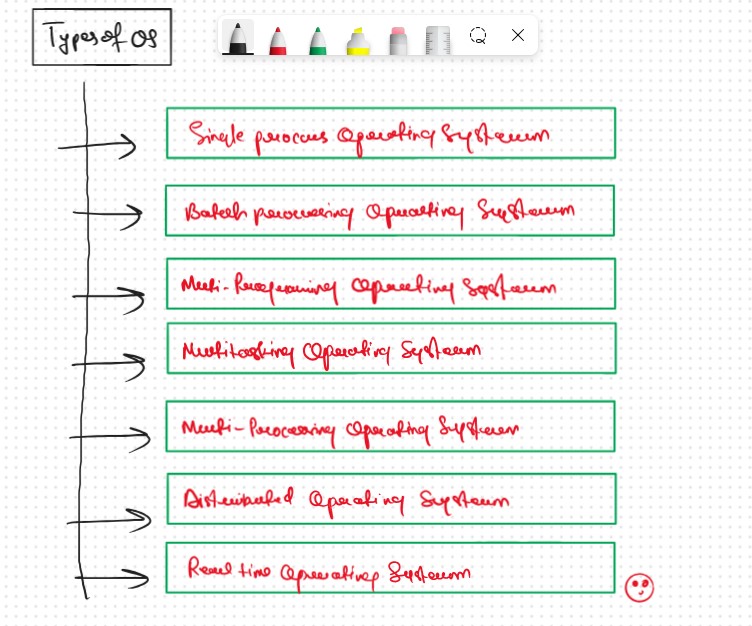 Types of OS
Single process Operating System
Batch processing Operating System
Multi-Programming Operating System
Multitasking Operating System
Multi-Processing Operating System
Distributed Operating System
Real time Operating System